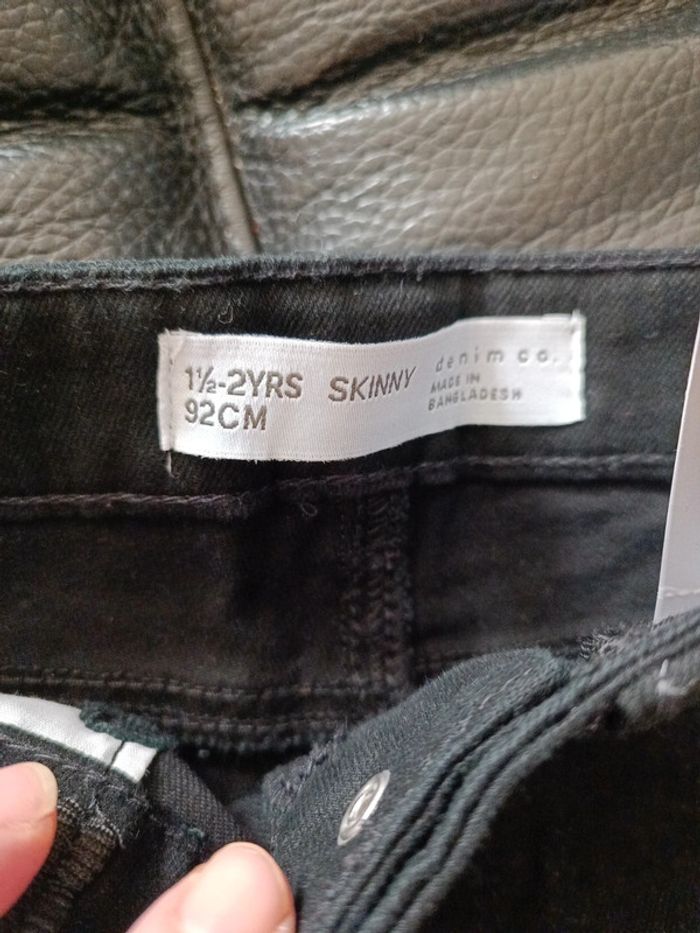 1½-2YRS SKINNY denim co.
92CM
MADE IN
BANGLADESH